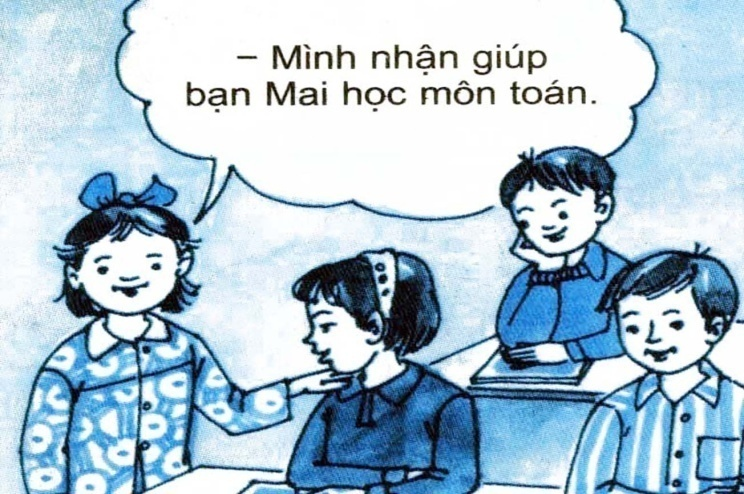 – Mình nhận giúp
bạn Mai học môn toán.